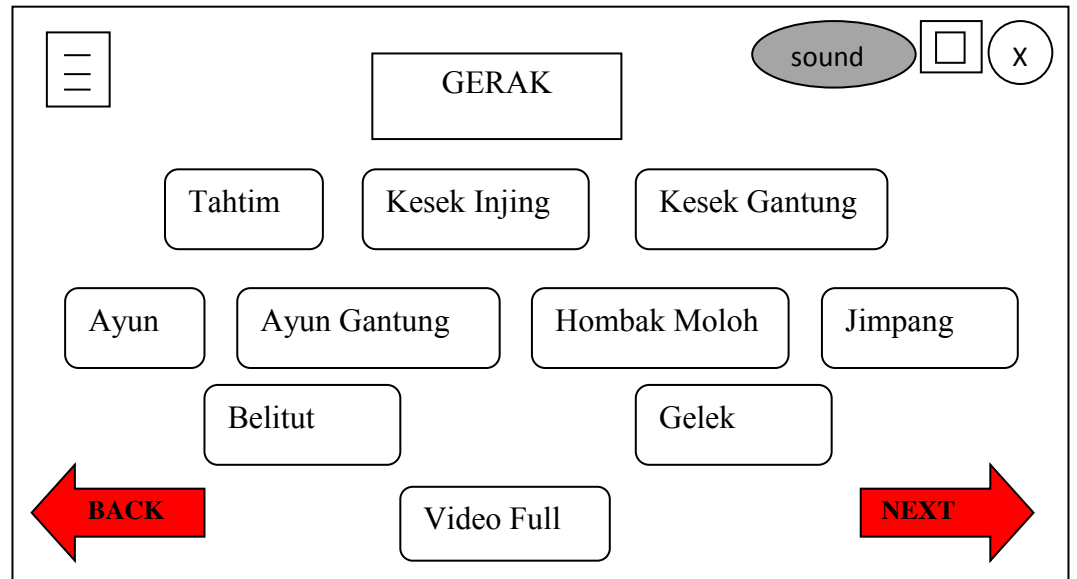 sound
X
GERAK
Tahtim
Kesek Injing
Kesek Gantung
Ayun
Ayun Gantung
Hombak Moloh
Jimpang
Belitut
Gelek
BACK
Video Full
NEXT